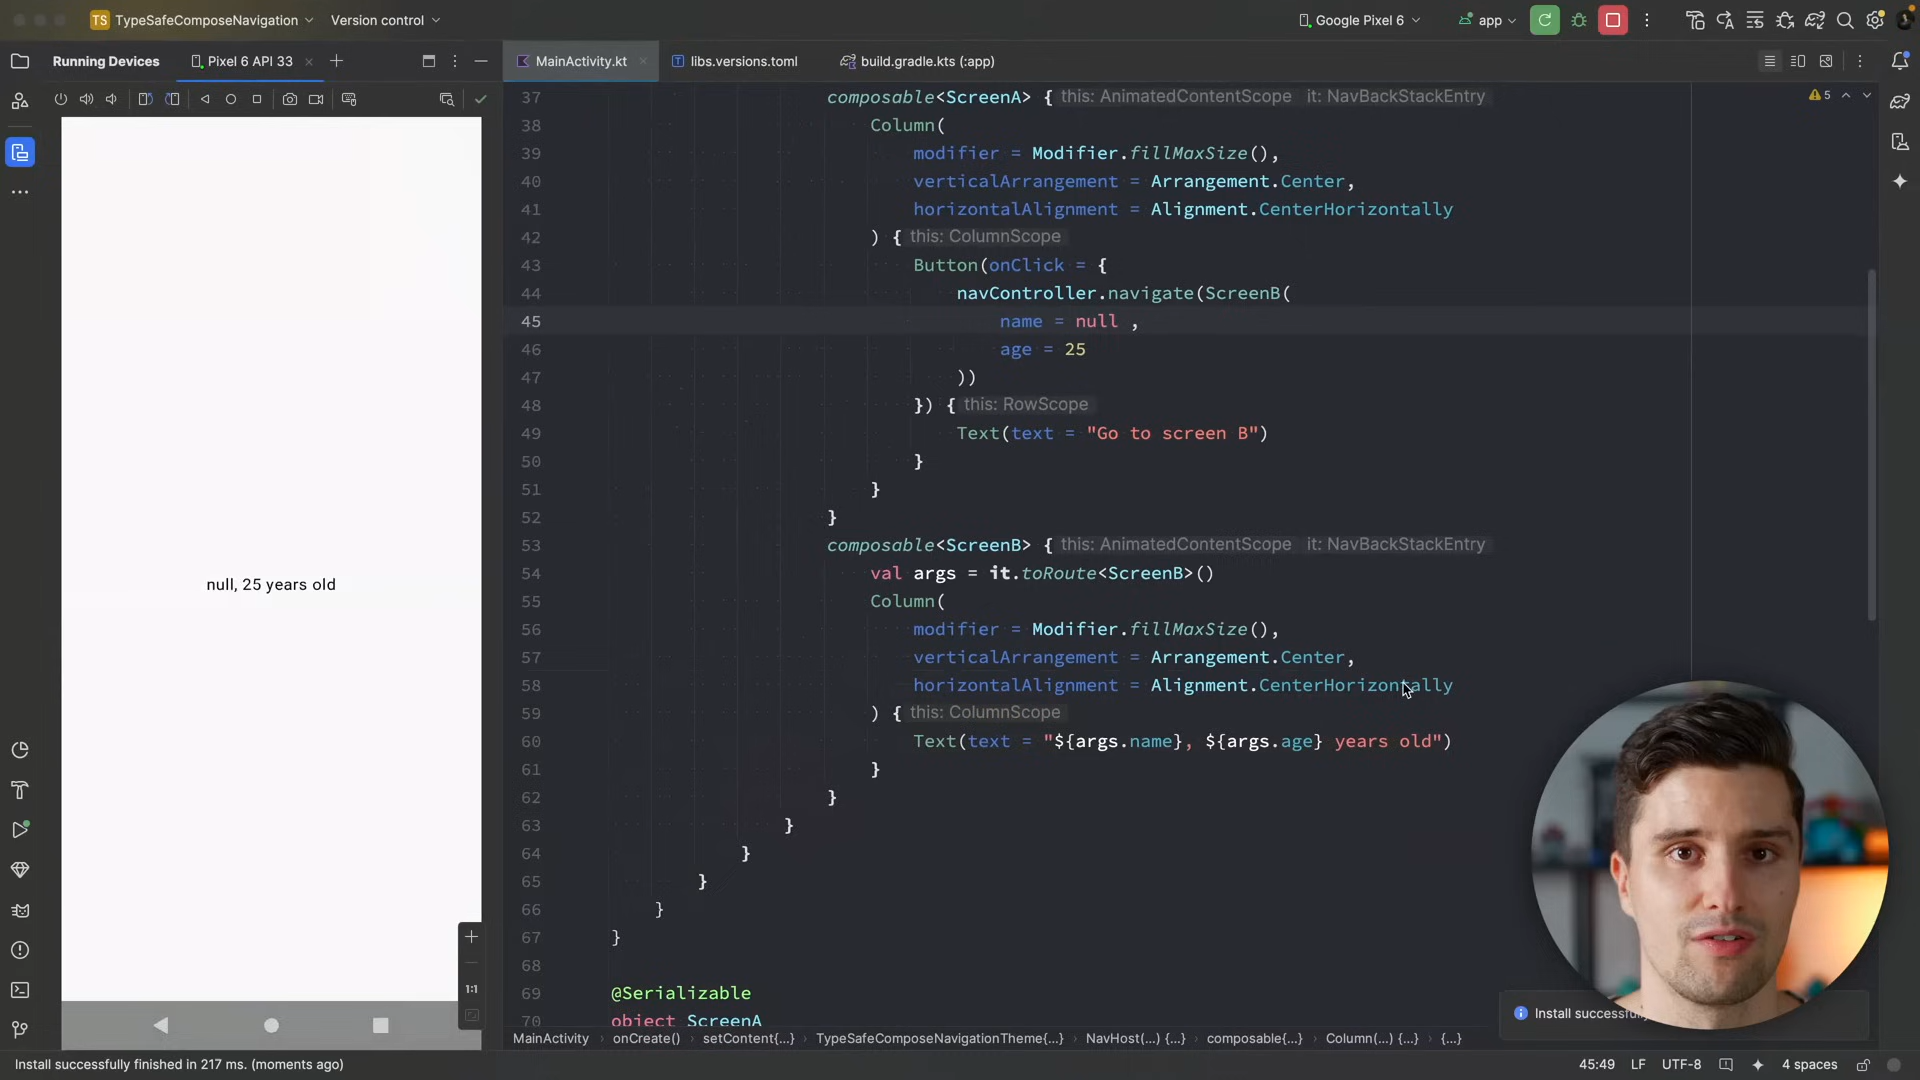 TS TypeSafeComposeNavigation Version control Google Pixel 6 app
Running Devices Pixel 6 API 33 MainActivity.kt libs.versions.toml build.gradle.kts (:app)
5
37 composable<ScreenA> { this: AnimatedContentScope it: NavBackStackEntry
38 Column(
39 modifier = Modifier.fillMaxSize(),
40 verticalArrangement = Arrangement.Center,
41 horizontalAlignment = Alignment.CenterHorizontally
42 ) { this: ColumnScope
43 Button(onClick = {
44 navController.navigate(ScreenB(
45 name = null ,
46 age = 25
47 ))
48 }) { this: RowScope
49 Text(text = "Go to screen B")
50 }
51 }
52 }
53 composable<ScreenB> { this: AnimatedContentScope it: NavBackStackEntry
54 val args = it.toRoute<ScreenB>()
55 Column(
56 modifier = Modifier.fillMaxSize(),
57 verticalArrangement = Arrangement.Center,
58 horizontalAlignment = Alignment.CenterHorizontally
59 ) { this: ColumnScope
60 Text(text = "${args.name}, ${args.age} years old")
61 }
62 }
63 }
64 }
65 }
66 }
67 }
68
69 @Serializable
70 object ScreenA
null, 25 years old
1:1
Install successfully
MainActivity onCreate() setContent{...} TypeSafeComposeNavigationTheme{...} NavHost(...) {...} composable{...} Column(...) {...} {...}
Install successfully finished in 217 ms. (moments ago) 45:49 LF UTF-8 4 spaces